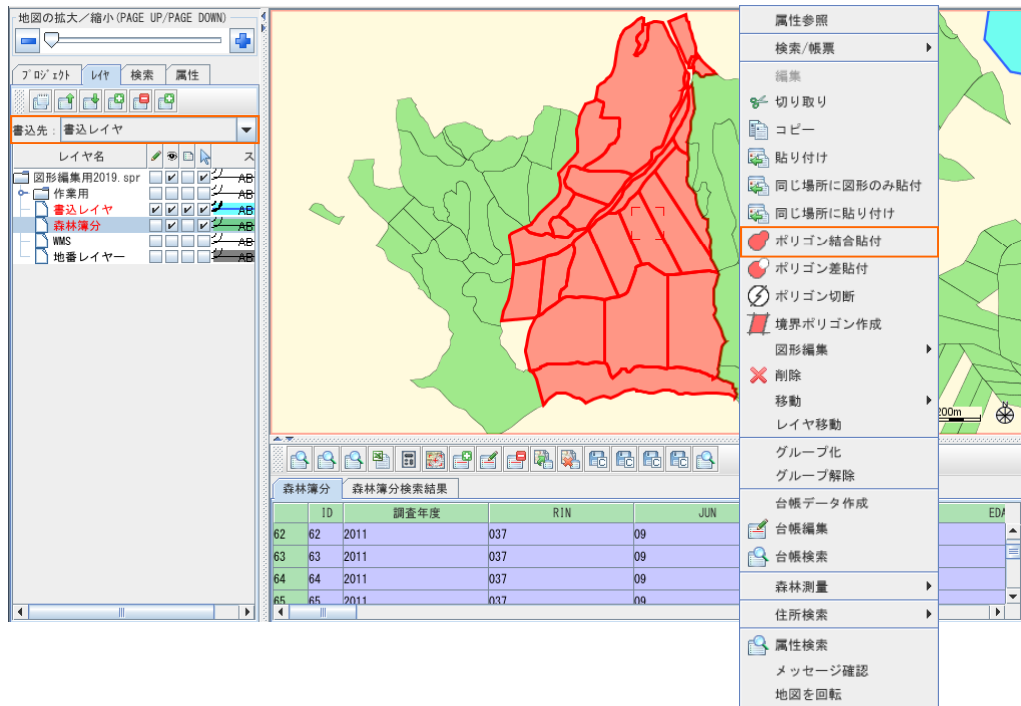 地図の拡大／縮小(PAGE UP/PAGE DOWN)
プロジェクト レイヤ 検索 属性
書込先： 書込レイヤ
レイヤ名 ス
図形編集用2019.spr AB
作業用 AB
書込レイヤ AB
森林簿分 AB
WMS AB
地番レイヤー AB
200m
N
属性参照
検索/帳票
編集
切り取り
コピー
貼り付け
同じ場所に図形のみ貼付
同じ場所に貼り付け
ポリゴン結合貼付
ポリゴン差貼付
ポリゴン切断
境界ポリゴン作成
図形編集
削除
移動
レイヤ移動
グループ化
グループ解除
台帳データ作成
台帳編集
台帳検索
森林測量
住所検索
属性検索
メッセージ確認
地図を回転
森林簿分 森林簿分検索結果
ID 調査年度 RIN JUN EDA
62 62 2011 037 09
63 63 2011 037 09
64 64 2011 037 09
65 65 2011 037 09